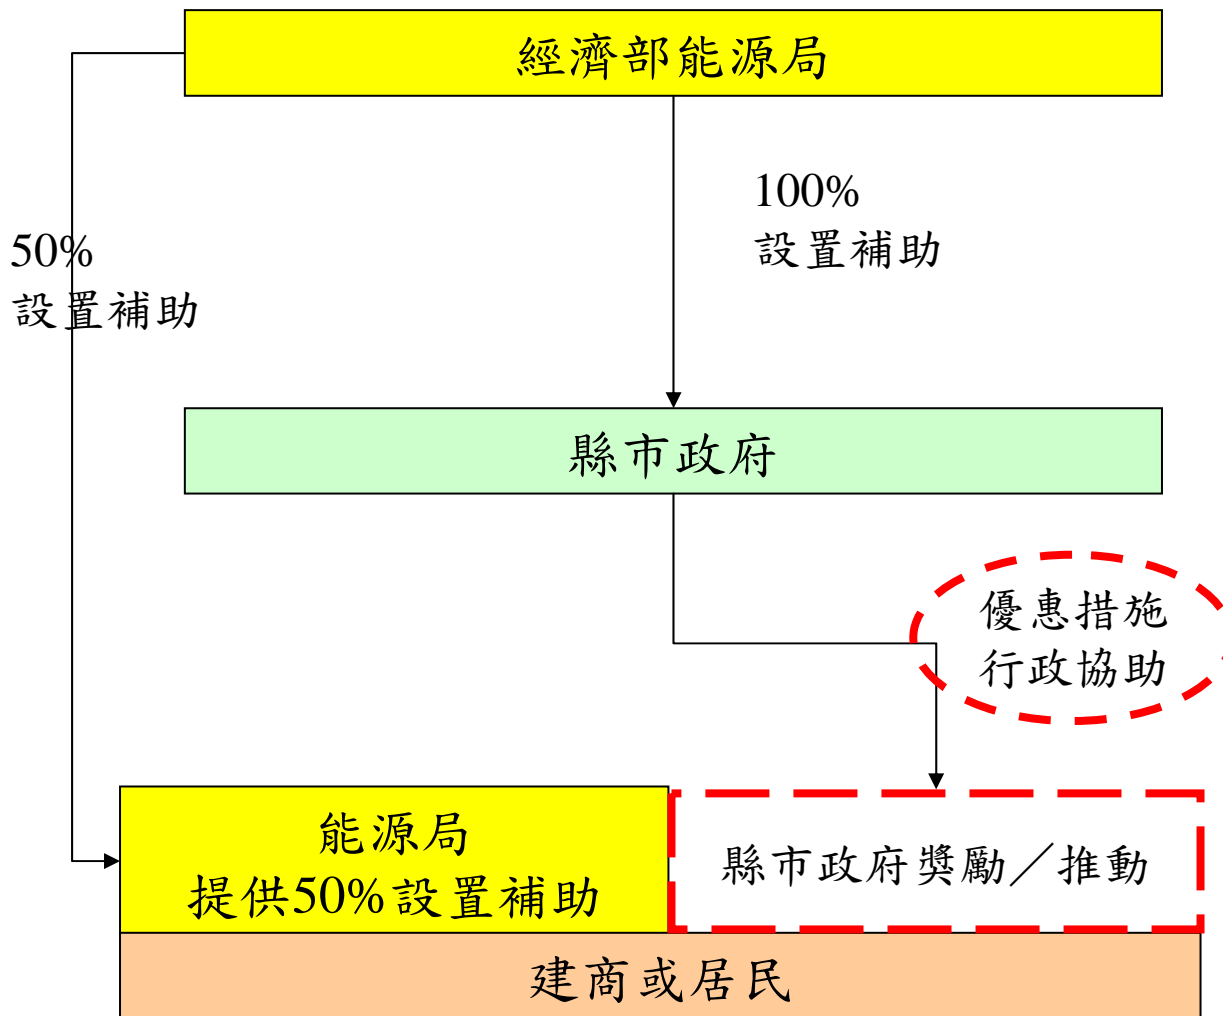 經濟部能源局
100%
設置補助
50%
設置補助
縣市政府
優惠措施
行政協助
能源局
提供50%設置補助
縣市政府獎勵／推動
建商或居民